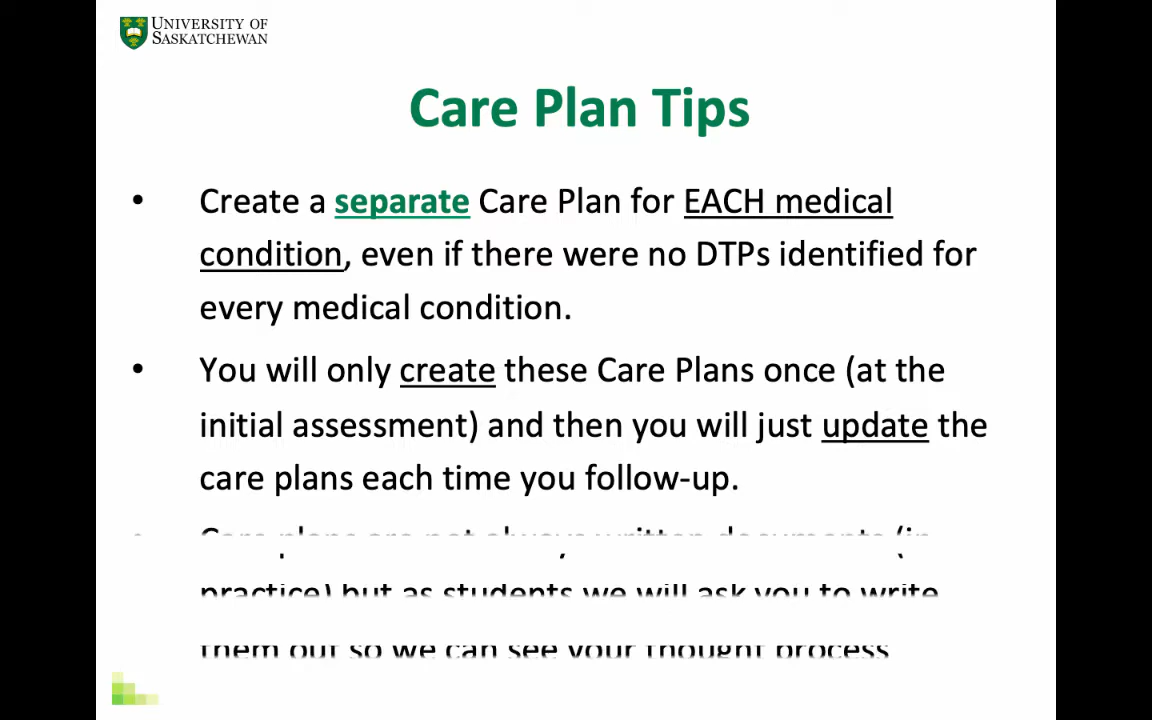 UNIVERSITY OF
SASKATCHEWAN
Care Plan Tips
• Create a separate Care Plan for EACH medical
condition, even if there were no DTPs identified for
every medical condition.
• You will only create these Care Plans once (at the
initial assessment) and then you will just update the
care plans each time you follow-up.
• Care plans are not always written documents (in
practice) but as students we will ask you to write
them out so we can see your thought process